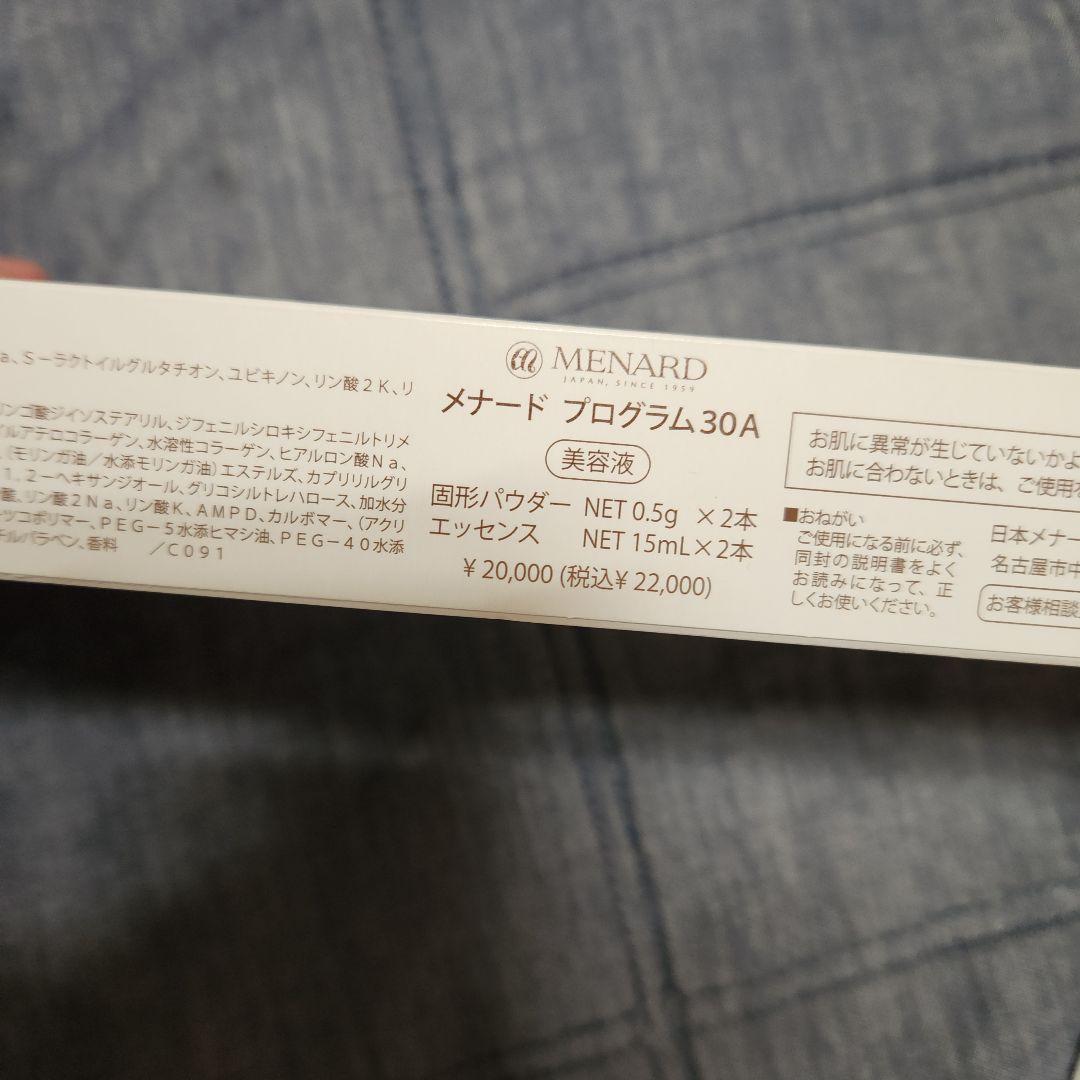 a、S－ラクトイルグルタチオン、ユビキノン、リン酸２Ｋ、リ
リンゴ酸ジイソステアリル、ジフェニルシロキシフェニルトリメ
イルアテロコラーゲン、水溶性コラーゲン、ヒアルロン酸Ｎａ、
（モリンガ油／水添モリンガ油）エステルズ、カプリリルグリ
１，２－ヘキサンジオール、グリコシルトレハロース、加水分
酸、リン酸２Ｎａ、リン酸Ｋ、ＡＭＰＤ、カルボマー、（アクリ
コポリマー、ＰＥＧ－５水添ヒマシ油、ＰＥＧ－４０水添
チルパラベン、香料　／Ｃ０９１
MENARD
JAPAN, SINCE 1959
メナード プログラム30A
美容液
固形パウダー NET 0.5g ×2本
エッセンス NET 15mL×2本
¥ 20,000 (税込¥ 22,000)
お肌に異常が生じていないかよ
お肌に合わないときは、ご使用
■おねがい
ご使用になる前に必ず、
同封の説明書をよく
お読みになって、正
しくお使いください。
日本メナー
名古屋市中
お客様相談